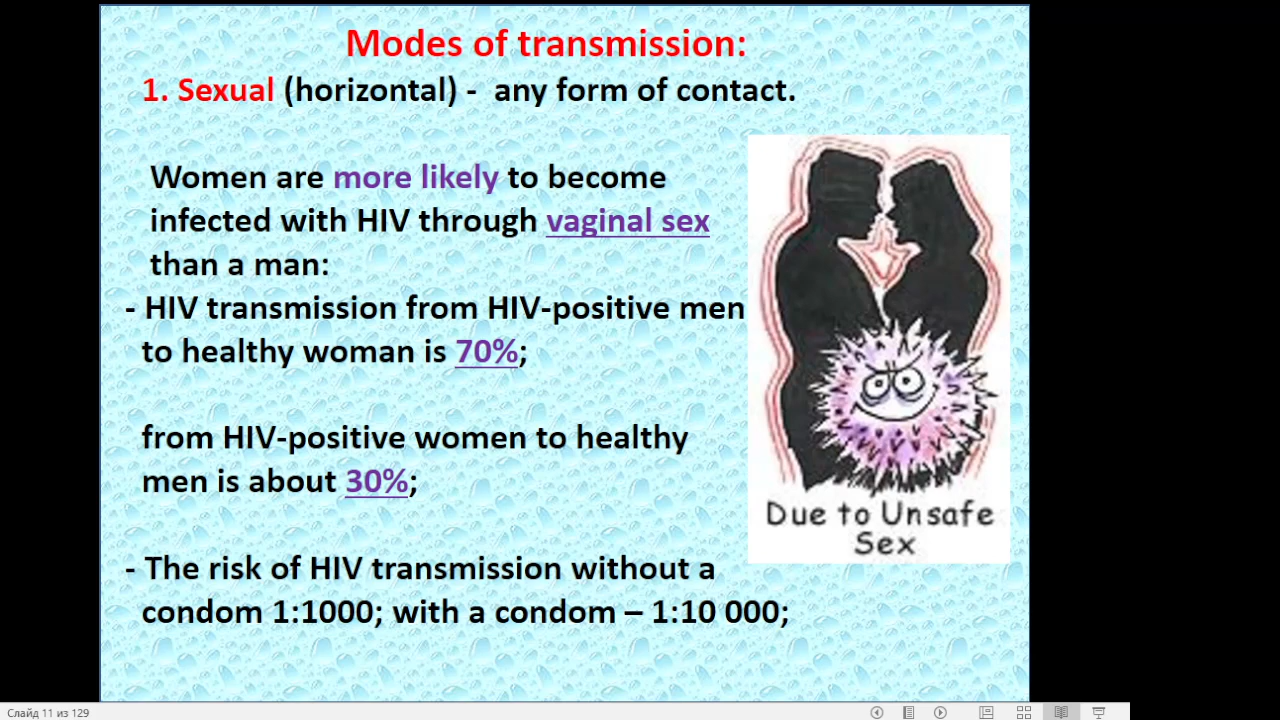 Modes of transmission:
1. Sexual (horizontal) - any form of contact.
Women are more likely to become
infected with HIV through vaginal sex
than a man:
- HIV transmission from HIV-positive men
to healthy woman is 70%;
from HIV-positive women to healthy
men is about 30%;
- The risk of HIV transmission without a
condom 1:1000; with a condom – 1:10 000;
Due to Unsafe
Sex
Слайд 11 из 129